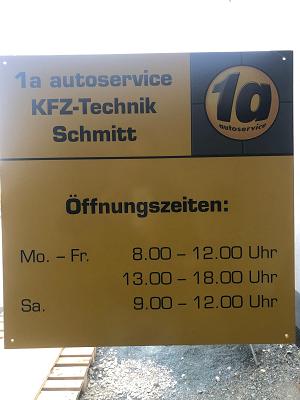 1a autoservice
KFZ-Technik
Schmitt
1a
autoservice
Öffnungszeiten:
Mo. – Fr. 8.00 – 12.00 Uhr
13.00 – 18.00 Uhr
Sa. 9.00 – 12.00 Uhr